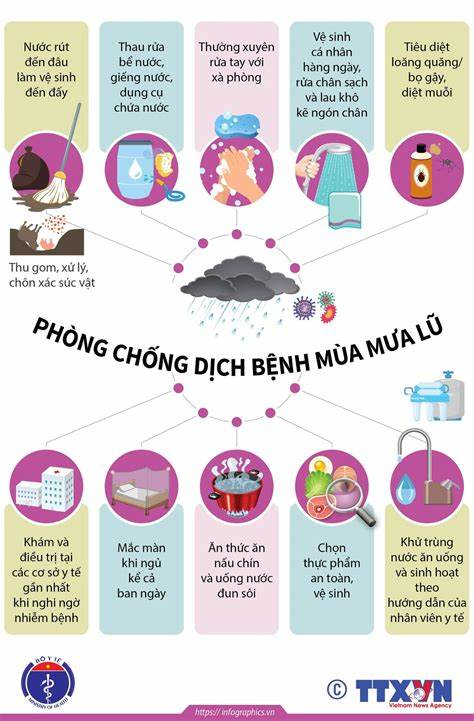 Nước rút
đến đâu
làm vệ sinh
đến đấy
Thau rửa
bể nước,
giếng nước,
dụng cụ
chứa nước
Thường xuyên
rửa tay với
xà phòng
Vệ sinh
cá nhân
hàng ngày,
rửa chân sạch
và lau khô
kẽ ngón chân
Tiêu diệt
loăng quăng/
bọ gậy,
diệt muỗi
Thu gom, xử lý,
chôn xác súc vật
PHÒNG CHỐNG DỊCH BỆNH MÙA MƯA LŨ
Khám và
điều trị tại
các cơ sở y tế
gần nhất
khi nghi ngờ
nhiễm bệnh
Mắc màn
khi ngủ
kể cả
ban ngày
Ăn thức ăn
nấu chín
và uống nước
đun sôi
Chọn
thực phẩm
an toàn,
vệ sinh
Khử trùng
nước ăn uống
và sinh hoạt
theo
hướng dẫn của
nhân viên y tế
BỘ Y TẾ
MINISTRY OF HEALTH
© TTXVN
Vietnam News Agency
https:// infographics.vn